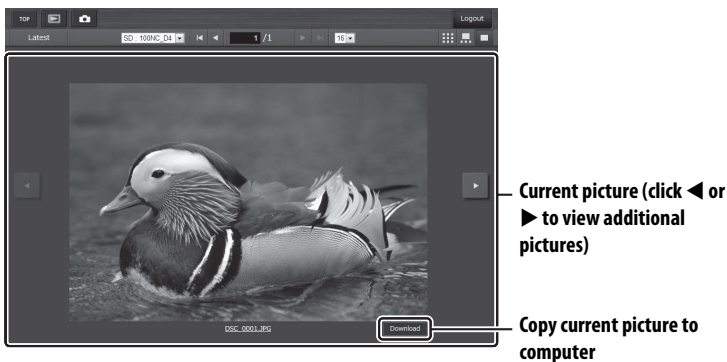 TOP
Logout
Latest
SD : 100NC_D4
1 /1
16
Current picture (click ◀ or
▶ to view additional
pictures)
DSC_0001.JPG
Download
Copy current picture to
computer